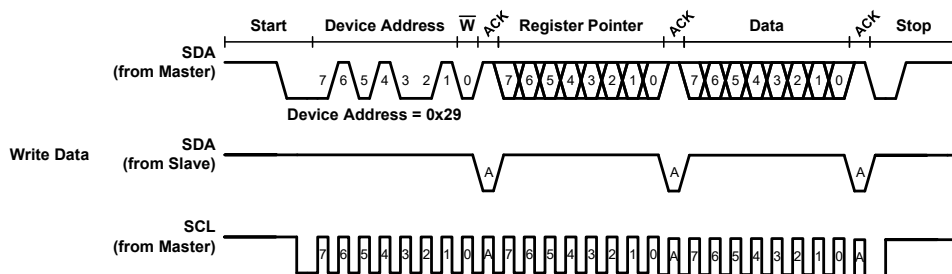 Start Device Address W ACK Register Pointer ACK Data ACK Stop
SDA
(from Master)
7 6 5 4 3 2 1 0 7 6 5 4 3 2 1 0 7 6 5 4 3 2 1 0
Device Address = 0x29
Write Data
SDA
(from Slave)
A A A
SCL
(from Master)
7 6 5 4 3 2 1 0 A 7 6 5 4 3 2 1 0 A 7 6 5 4 3 2 1 0 A